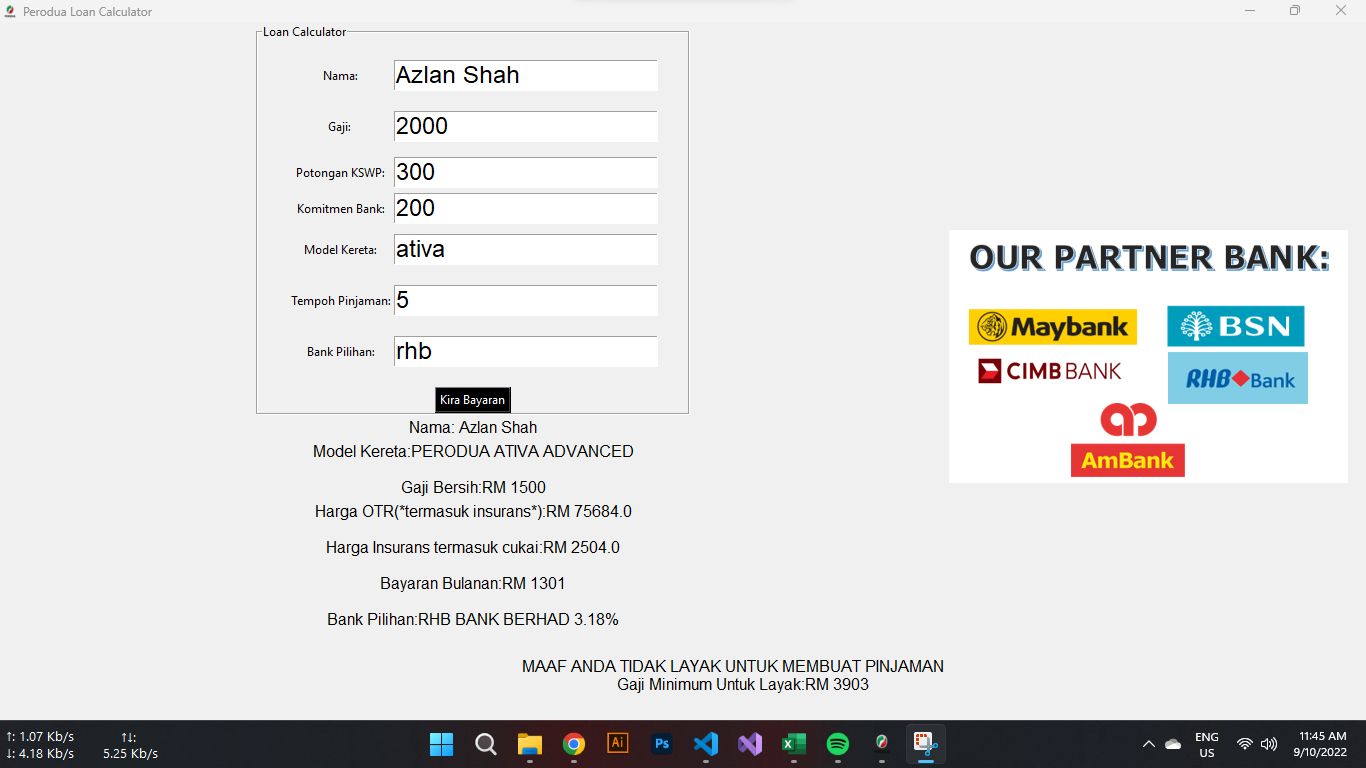 Perodua Loan Calculator
Loan Calculator
Nama: Azlan Shah
Gaji: 2000
Potongan KSWP: 300
Komitmen Bank: 200
Model Kereta: ativa
Tempoh Pinjaman: 5
Bank Pilihan: rhb
Kira Bayaran
Nama: Azlan Shah
Model Kereta:PERODUA ATIVA ADVANCED
Gaji Bersih:RM 1500
Harga OTR(*termasuk insurans*):RM 75684.0
Harga Insurans termasuk cukai:RM 2504.0
Bayaran Bulanan:RM 1301
Bank Pilihan:RHB BANK BERHAD 3.18%
MAAF ANDA TIDAK LAYAK UNTUK MEMBUAT PINJAMAN
Gaji Minimum Untuk Layak:RM 3903
OUR PARTNER BANK:
Maybank
BSN
CIMB BANK
RHB Bank
AmBank
↑: 1.07 Kb/s
↓: 4.18 Kb/s
↑↓:
5.25 Kb/s
Ai
Ps
ENG
US
11:45 AM
9/10/2022